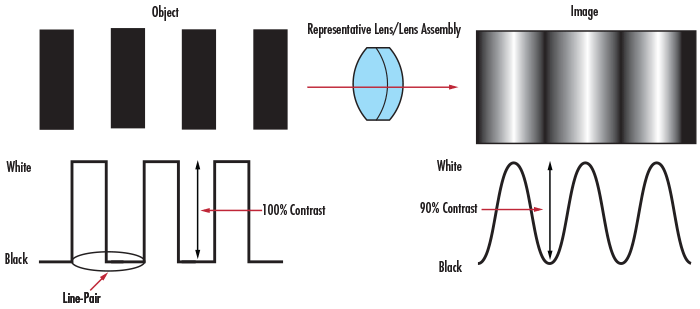 Object
Representative Lens/Lens Assembly
Image
White
100% Contrast
Black
Line-Pair
White
90% Contrast
Black